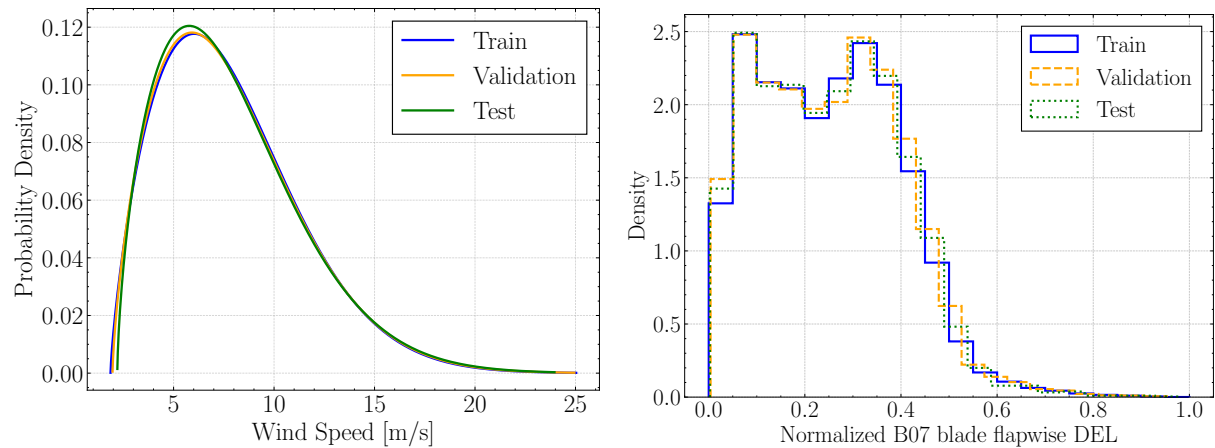 0.12
0.10
0.08
0.06
0.04
0.02
0.00
Probability Density
5
10
15
20
25
Wind Speed [m/s]
Train
Validation
Test
2.5
2.0
1.5
1.0
0.5
0.0
Density
0.0
0.2
0.4
0.6
0.8
1.0
Normalized B07 blade flapwise DEL
Train
Validation
Test